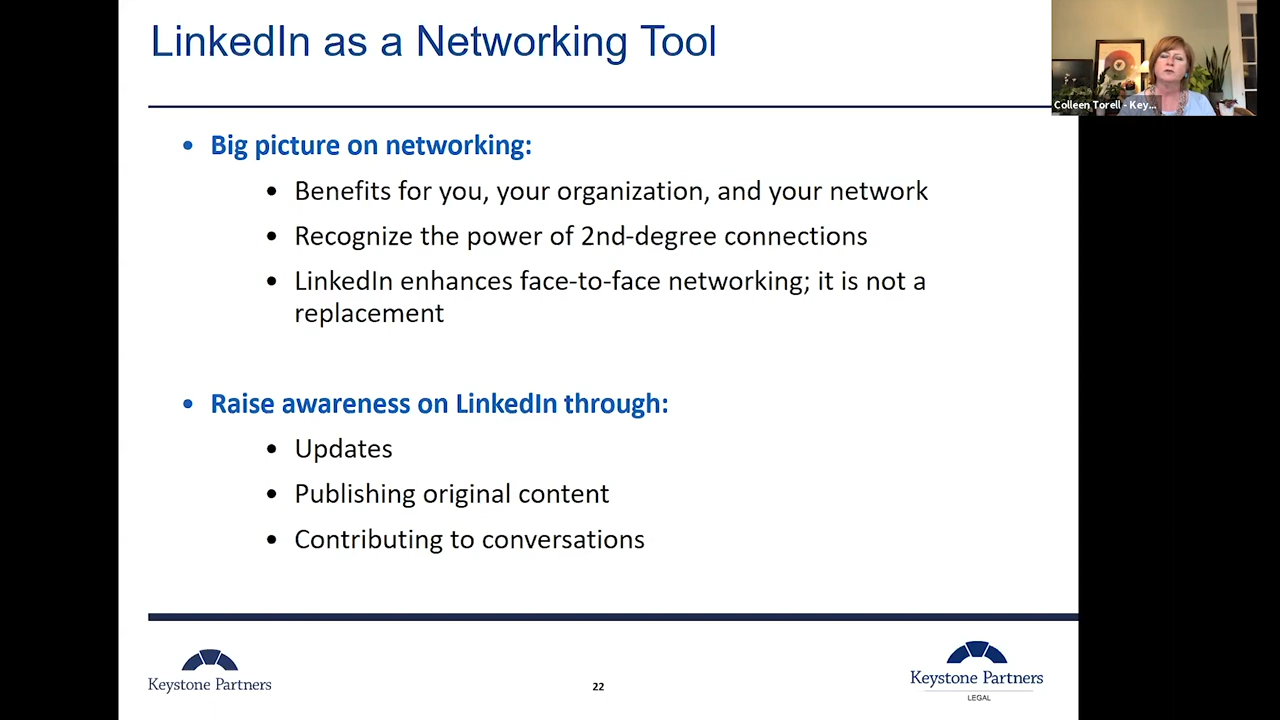 LinkedIn as a Networking Tool
Colleen Torell - Key...
• Big picture on networking:
• Benefits for you, your organization, and your network
• Recognize the power of 2nd-degree connections
• LinkedIn enhances face-to-face networking; it is not a
replacement
• Raise awareness on LinkedIn through:
• Updates
• Publishing original content
• Contributing to conversations
Keystone Partners
22
Keystone Partners
LEGAL